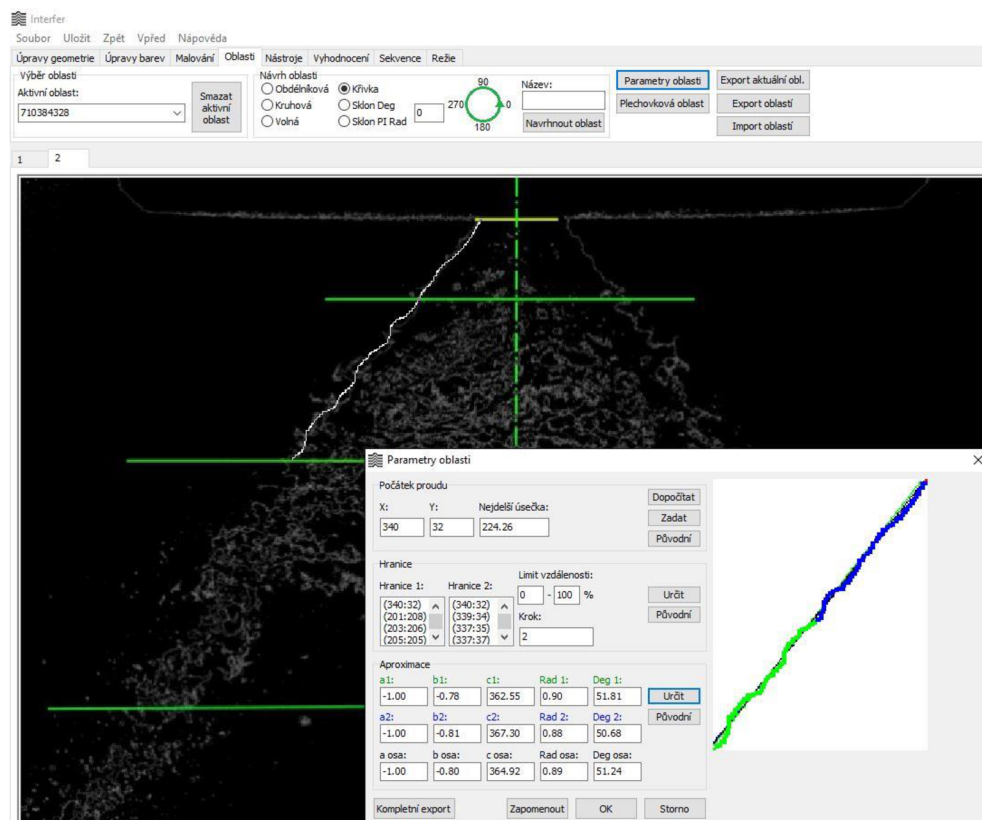 Interfer
Soubor Uložit Zpět Vpřed Nápověda
Úpravy geometrie Úpravy barev Malování Oblasti Nástroje Vyhodnocení Sekvence Režie
Výběr oblasti
Aktivní oblast:
710384328
Smazat
aktivní
oblast
Návrh oblasti
Obdélníková Křivka
Kruhová Sklon Deg
Volná Sklon PI Rad
0
90
270 0
180
Název:
Navrhnout oblast
Parametry oblasti Export aktuální obl.
Plechovková oblast Export oblastí
Import oblastí
1 2
Parametry oblasti
Počátek proudu
X: Y: Nejdelší úsečka:
340 32 224.26
Dopočítat
Zadat
Původní
Hranice
Hranice 1: Hranice 2: Limit vzdálenosti:
0 - 100 %
Krok:
2
(340:32) (340:32)
(201:208) (339:34)
(203:206) (337:35)
(205:205) (337:37)
Určit
Původní
Aproximace
a1: b1: c1: Rad 1: Deg 1:
-1.00 -0.78 362.55 0.90 51.81 Určit
a2: b2: c2: Rad 2: Deg 2: Původní
-1.00 -0.81 367.30 0.88 50.68
a osa: b osa: c osa: Rad osa: Deg osa:
-1.00 -0.80 364.92 0.89 51.24
Kompletní export Zapomenout OK Storno